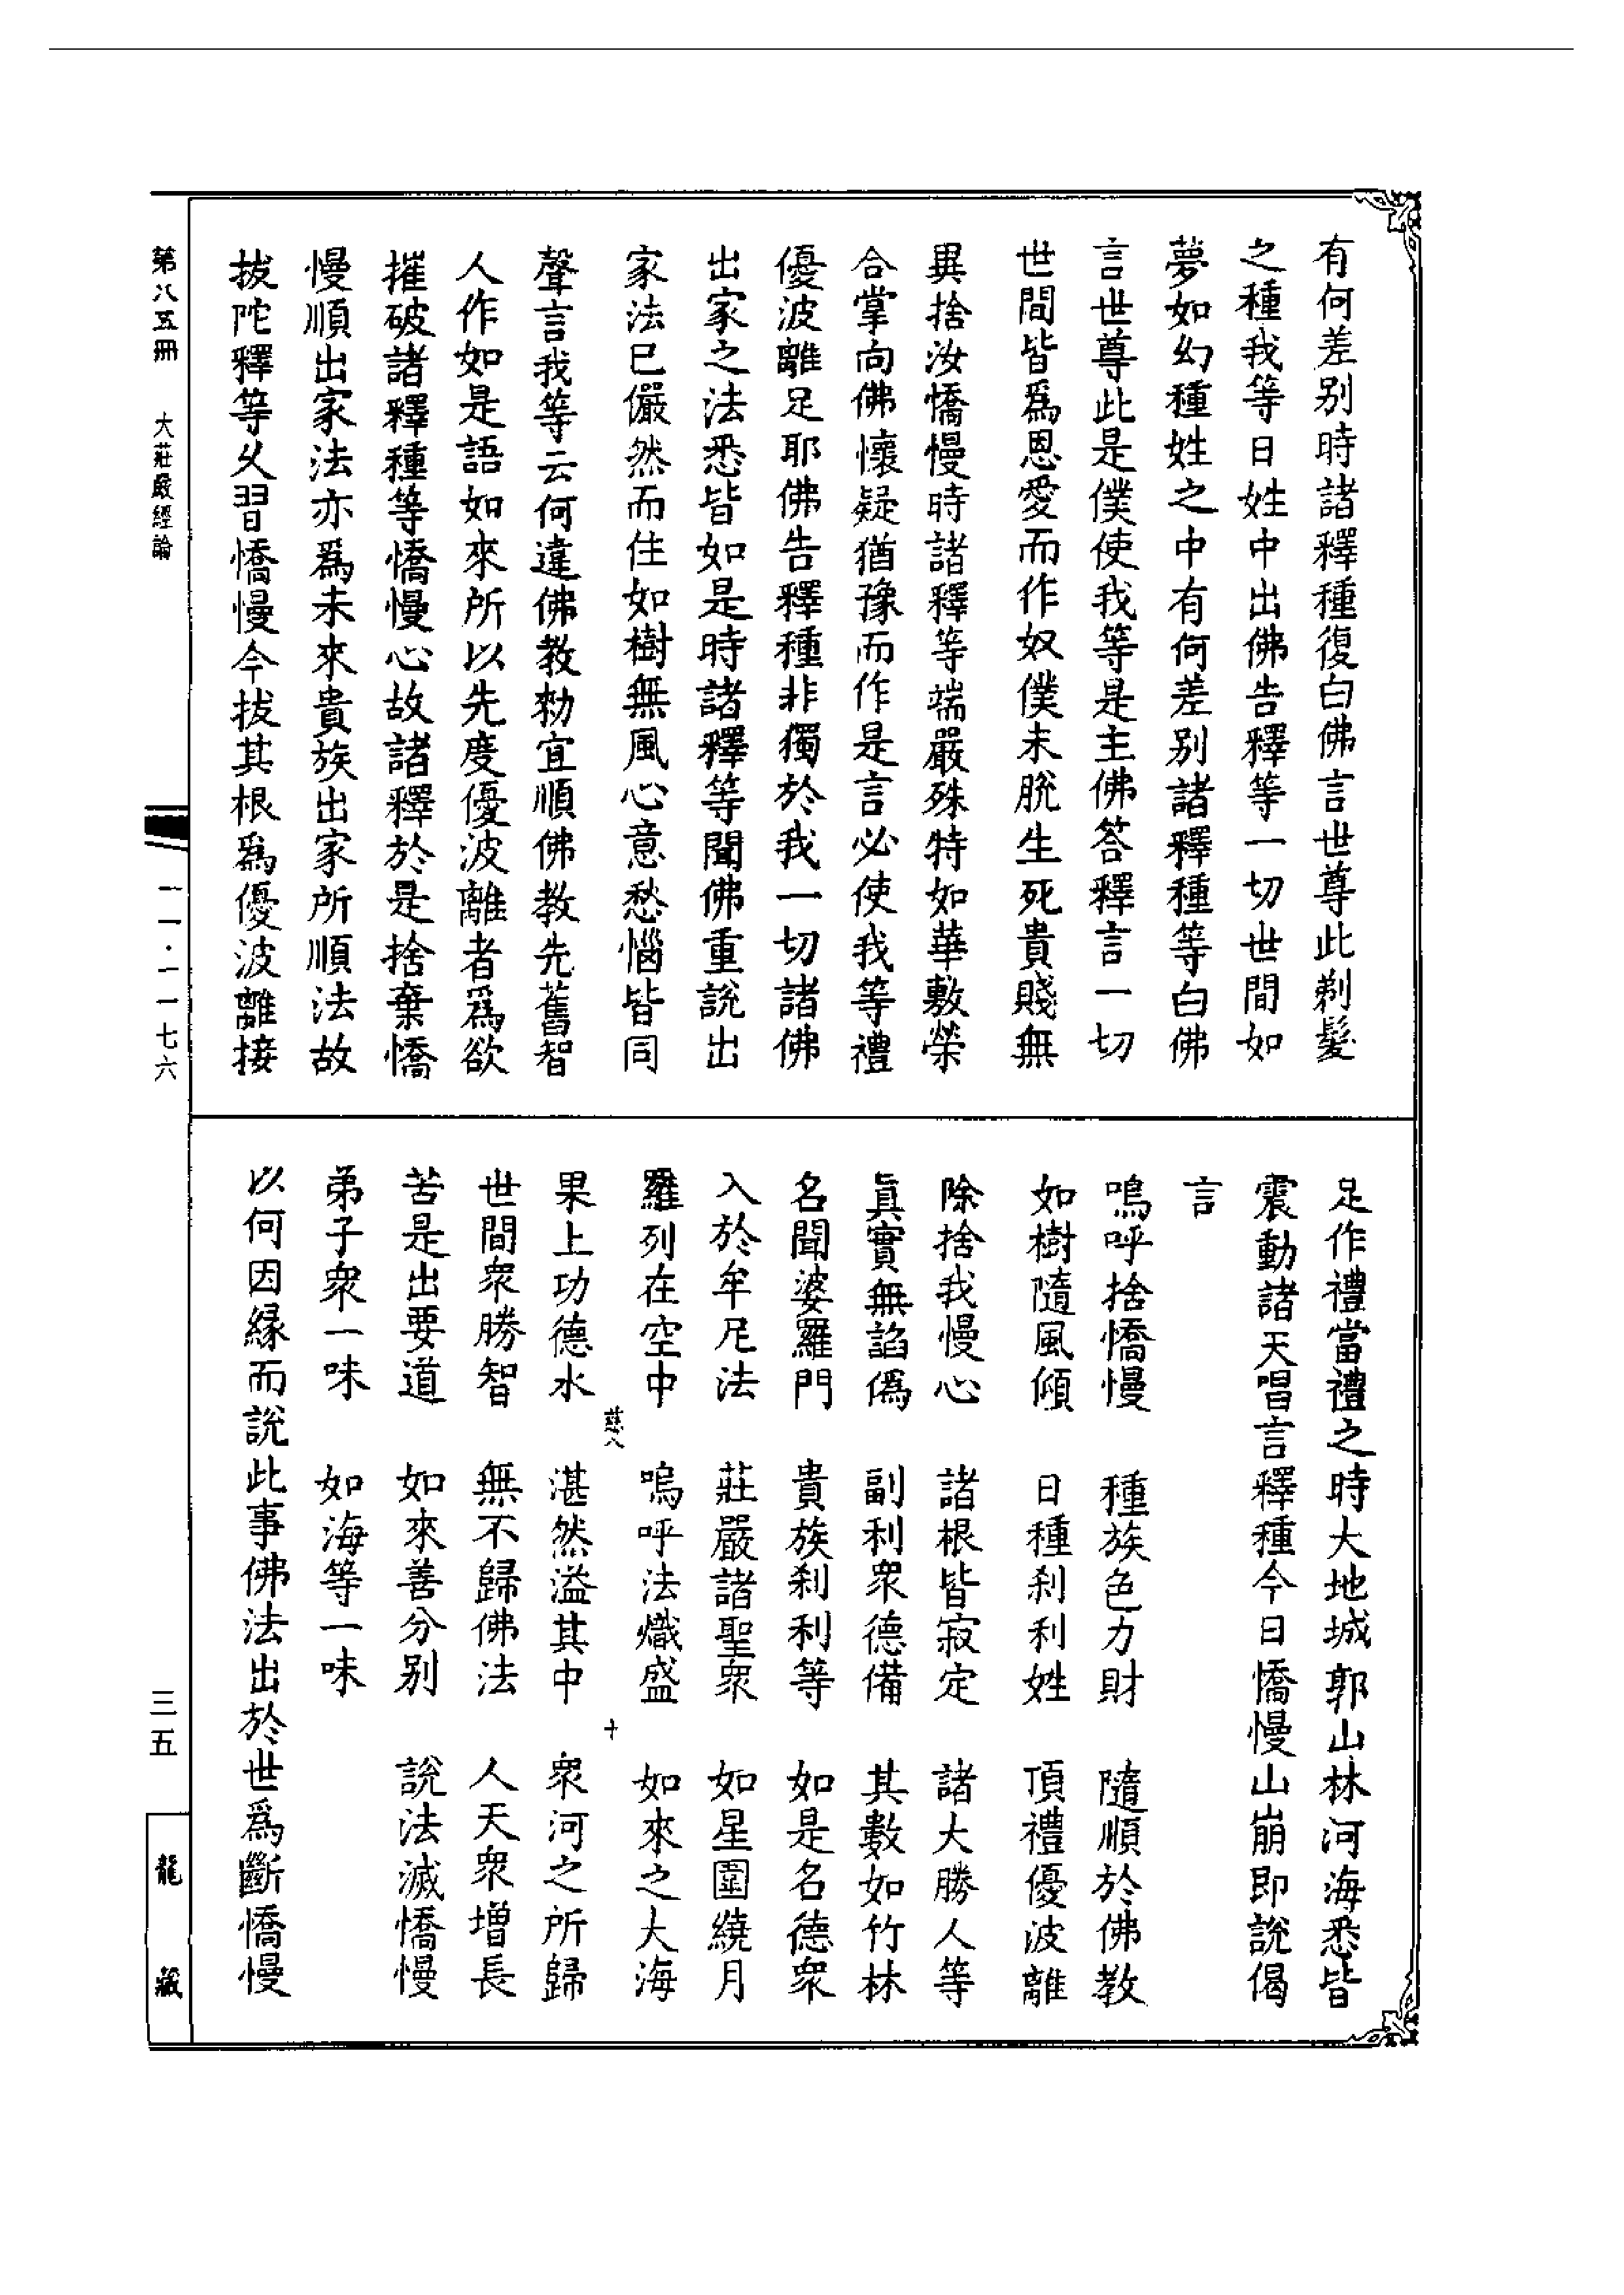 有何差别時諸釋種復白佛言世尊此剃髮
之種我等日姓中出佛告釋等一切世間如
夢如幻種姓之中有何差别諸釋種等白佛
言世尊此是僕使我等是主佛答釋言一切
世間皆爲恩愛而作奴僕未脫生死貴賤無
異捨汝憍慢時諸釋等端嚴殊特如華敷榮
合掌向佛懷疑猶豫而作是言必使我等禮
優波離足耶佛告釋種非獨於我一切諸佛
出家之法悉皆如是時諸釋等聞佛重說出
家法已儼然而住如樹無風心意愁惱皆同
聲言我等云何違佛教勑宜順佛教先舊智
人作如是語如來所以先度優波離者爲欲
摧破諸釋種等憍慢心故諸釋於是捨棄憍
慢順出家法亦爲未來貴族出家所順法故
拔陀釋等久習憍慢今拔其根爲優波離接
足作禮當禮之時大地城郭山林河海悉皆
震動諸天唱言釋種今日憍慢山崩即說偈
言
嗚呼捨憍慢　種族色力財　隨順於佛教
如樹隨風傾　日種刹利姓　頂禮優波離
除捨我慢心　諸根皆寂定　諸大勝人等
眞實無諂僞　副利衆德備　其數如竹林
名聞婆羅門　貴族刹利等　如是名德衆
入於牟尼法　莊嚴諸聖衆　如星圍繞月
羅列在空中　嗚呼法熾盛　如來之大海
慈八　十
果上功德水　湛然溢其中　衆河之所歸
世間衆勝智　無不歸佛法　人天衆增長
苦是出要道　如來善分别　說法滅憍慢
弟子衆一味　如海等一味
以何因縁而說此事佛法出於世爲斷憍慢
第八五冊　大莊嚴經論
一一·一一七六
三五
龍藏